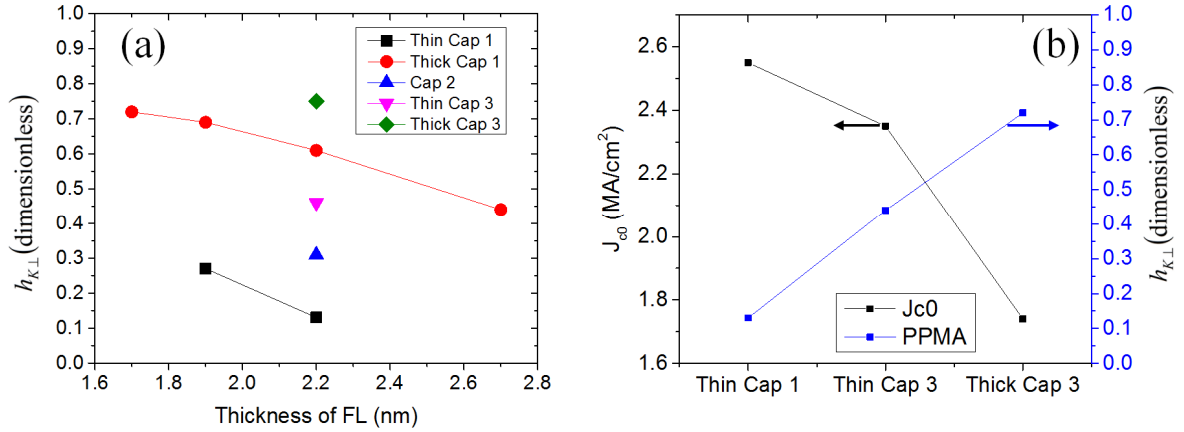 (a)
Thin Cap 1
Thick Cap 1
Cap 2
Thin Cap 3
Thick Cap 3
1.0
0.9
0.8
0.7
0.6
0.5
0.4
0.3
0.2
0.1
0.0
hK⊥(dimensionless)
1.6 1.8 2.0 2.2 2.4 2.6 2.8
Thickness of FL (nm)
(b)
2.6
2.4
2.2
2.0
1.8
1.6
Jc0 (MA/cm²)
Jc0
PPMA
1.0
0.9
0.8
0.7
0.6
0.5
0.4
0.3
0.2
0.1
0.0
hK⊥(dimensionless)
Thin Cap 1 Thin Cap 3 Thick Cap 3